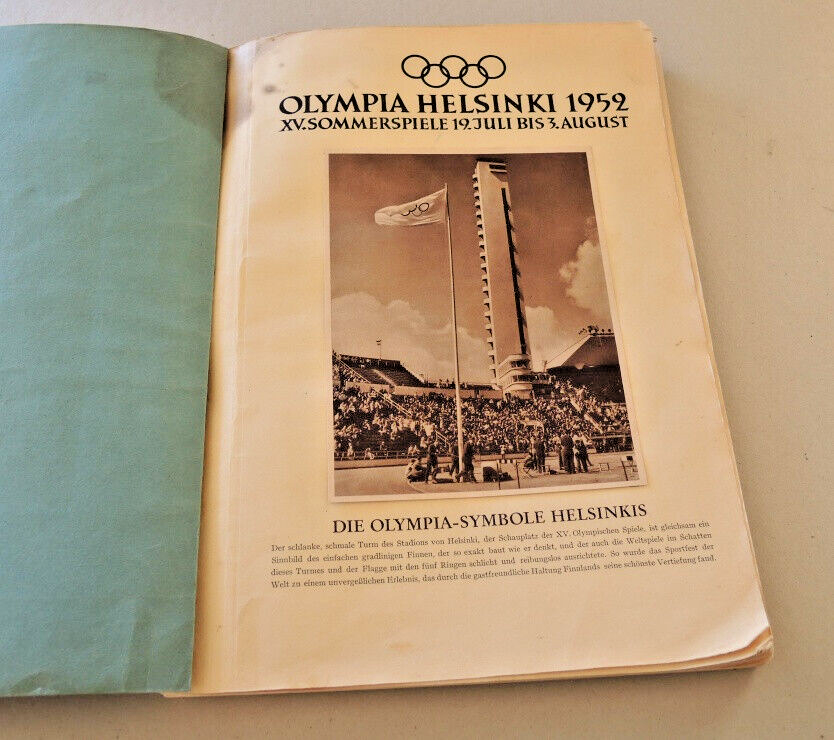 OLYMPIA HELSINKI 1952
XV. SOMMERSPIELE 19. JULI BIS 3. AUGUST
DIE OLYMPIA-SYMBOLE HELSINKIS
Der schlanke, schmale Turm des Stadions von Helsinki, der Schauplatz des XV. Olympischen Spiele, ist gleichsam ein
Sinnbild des einfachen gradlinigen Finnen, der so exakt baut wie er denkt, und der auch die Weltspiele im Schatten
dieses Turmes und der Flagge mit den fünf Ringen schlicht und reibungslos ausrichtete. So wurde das Sportfest der
Welt zu einem unvergeßlichen Erlebnis, das durch die gastfreundliche Haltung Finnlands seine schönste Vertiefung fand.